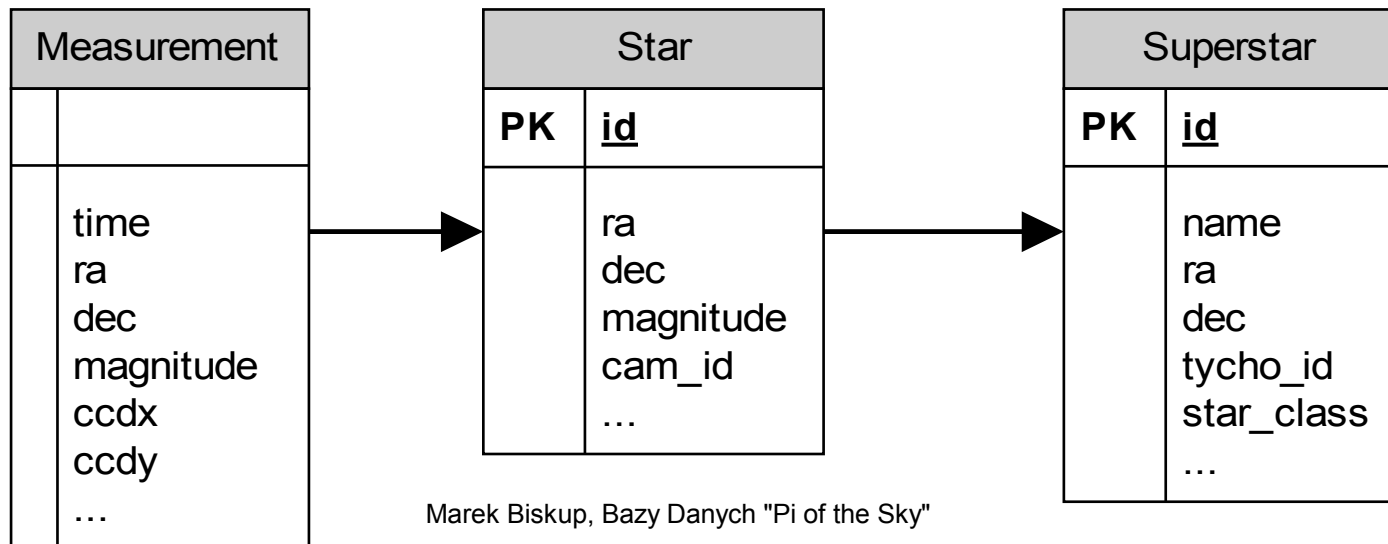 Measurement
time
ra
dec
magnitude
ccdx
ccdy
...
Star
PK id
ra
dec
magnitude
cam_id
...
Superstar
PK id
name
ra
dec
tycho_id
star_class
...
Marek Biskup, Bazy Danych "Pi of the Sky"